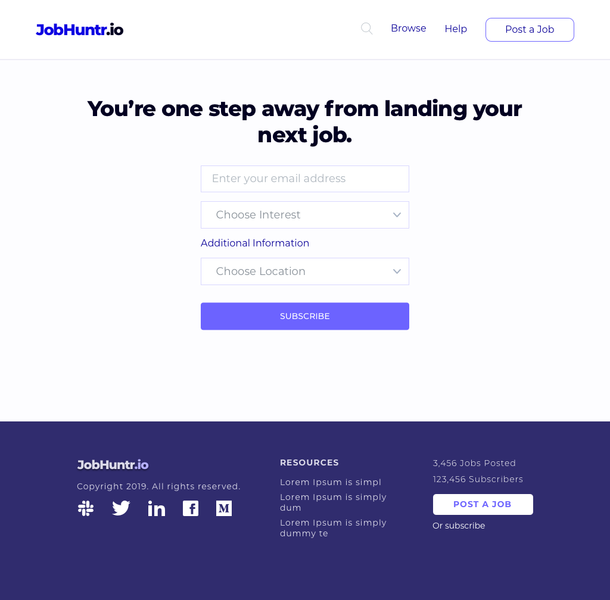 JobHuntr.io
Browse
Help
Post a Job
You’re one step away from landing your
next job.
Enter your email address
Choose Interest
Additional Information
Choose Location
SUBSCRIBE
JobHuntr.io
Copyright 2019. All rights reserved.
RESOURCES
Lorem Ipsum is simpl
Lorem Ipsum is simply
dum
Lorem Ipsum is simply
dummy te
3,456 Jobs Posted
123,456 Subscribers
POST A JOB
Or subscribe